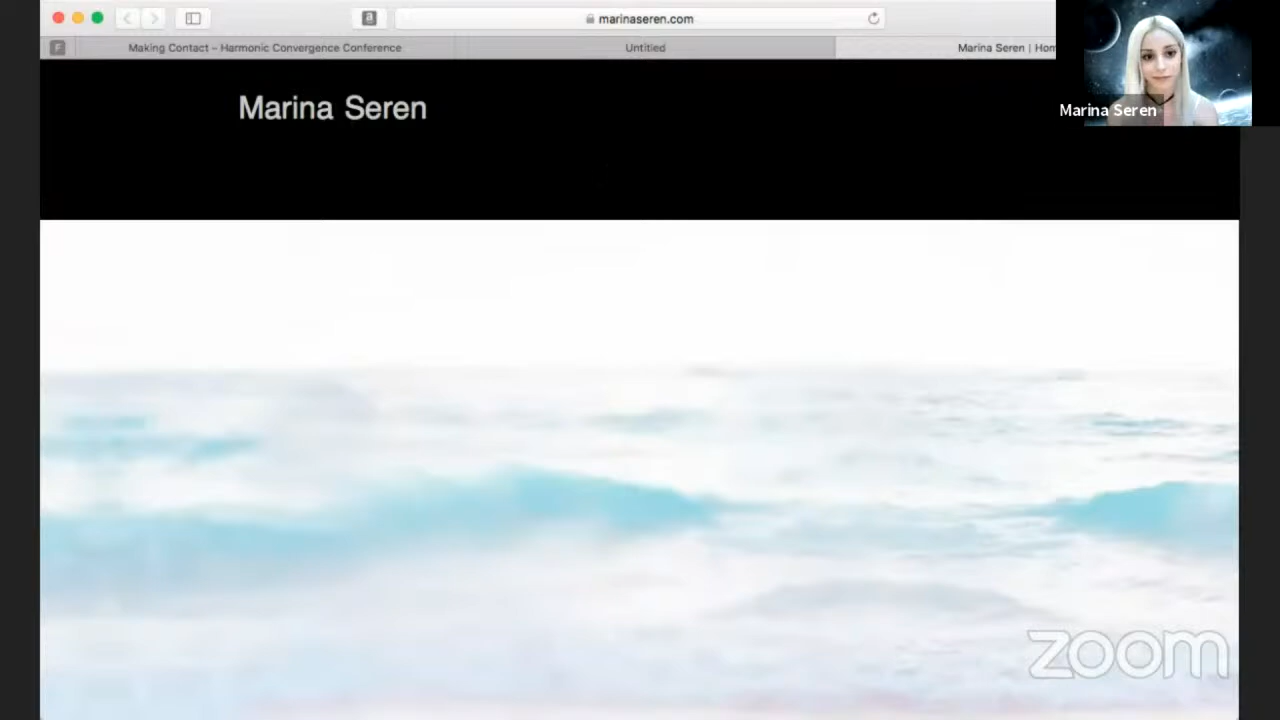 marinaseren.com
F
Making Contact – Harmonic Convergence Conference
Untitled
Marina Seren | Hom
Marina Seren
Marina Seren
zoom